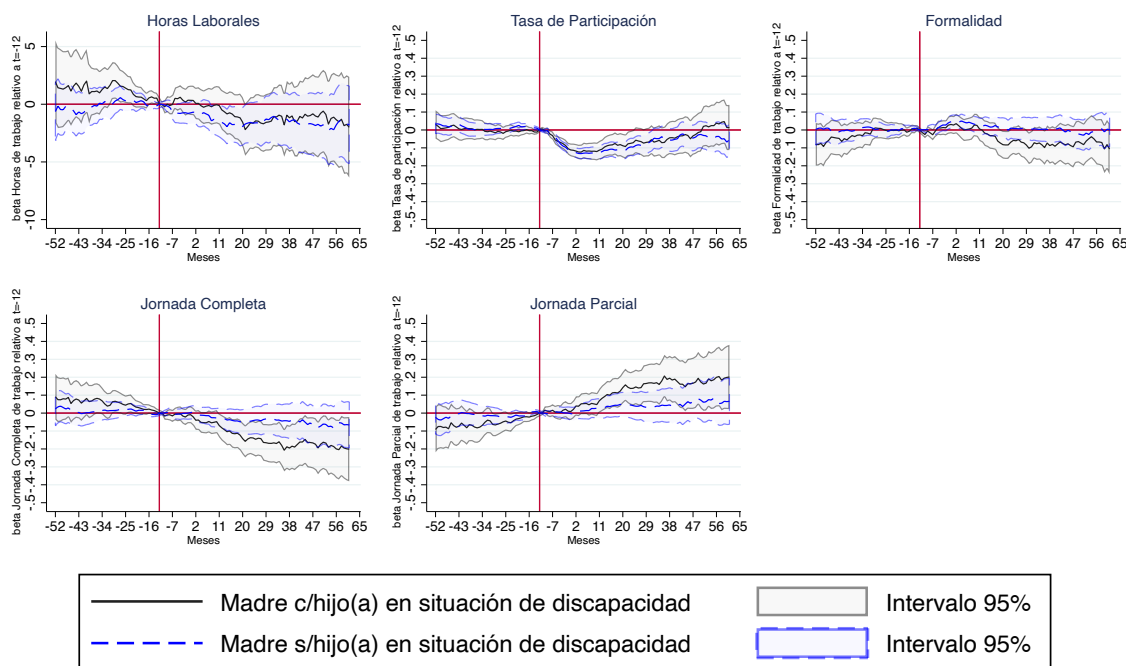 Horas Laborales
beta Horas de trabajo relativo a t=-12
5
0
-5
-10
-52 -43 -34 -25 -16 -7 2 11 20 29 38 47 56 65
Meses
Tasa de Participación
beta Tasa de participación relativo a t=-12
.5
.4
.3
.2
.1
0
-.1
-.2
-.3
-.4
-.5
-52 -43 -34 -25 -16 -7 2 11 20 29 38 47 56 65
Meses
Formalidad
beta Formalidad de trabajo relativo a t=-12
.5
.4
.3
.2
.1
0
-.1
-.2
-.3
-.4
-.5
-52 -43 -34 -25 -16 -7 2 11 20 29 38 47 56 65
Meses
Jornada Completa
beta Jornada Completa de trabajo relativo a t=-12
.5
.4
.3
.2
.1
0
-.1
-.2
-.3
-.4
-.5
-52 -43 -34 -25 -16 -7 2 11 20 29 38 47 56 65
Meses
Jornada Parcial
beta Jornada Parcial de trabajo relativo a t=-12
.5
.4
.3
.2
.1
0
-.1
-.2
-.3
-.4
-.5
-52 -43 -34 -25 -16 -7 2 11 20 29 38 47 56 65
Meses
Madre c/hijo(a) en situación de discapacidad Intervalo 95%
Madre s/hijo(a) en situación de discapacidad Intervalo 95%